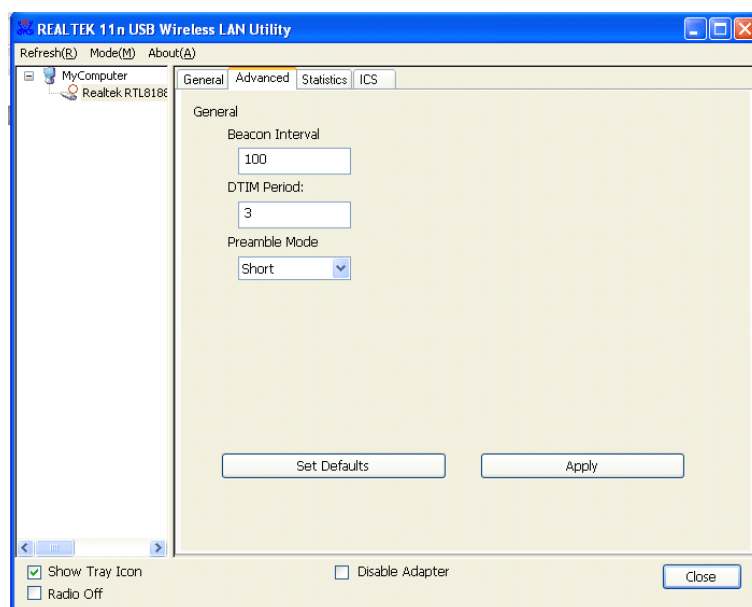 REALTEK 11n USB Wireless LAN Utility
Refresh(R) Mode(M) About(A)
MyComputer
Realtek RTL8188
General Advanced Statistics ICS
General
Beacon Interval
100
DTIM Period:
3
Preamble Mode
Short
Set Defaults Apply
Show Tray Icon Disable Adapter Close
Radio Off